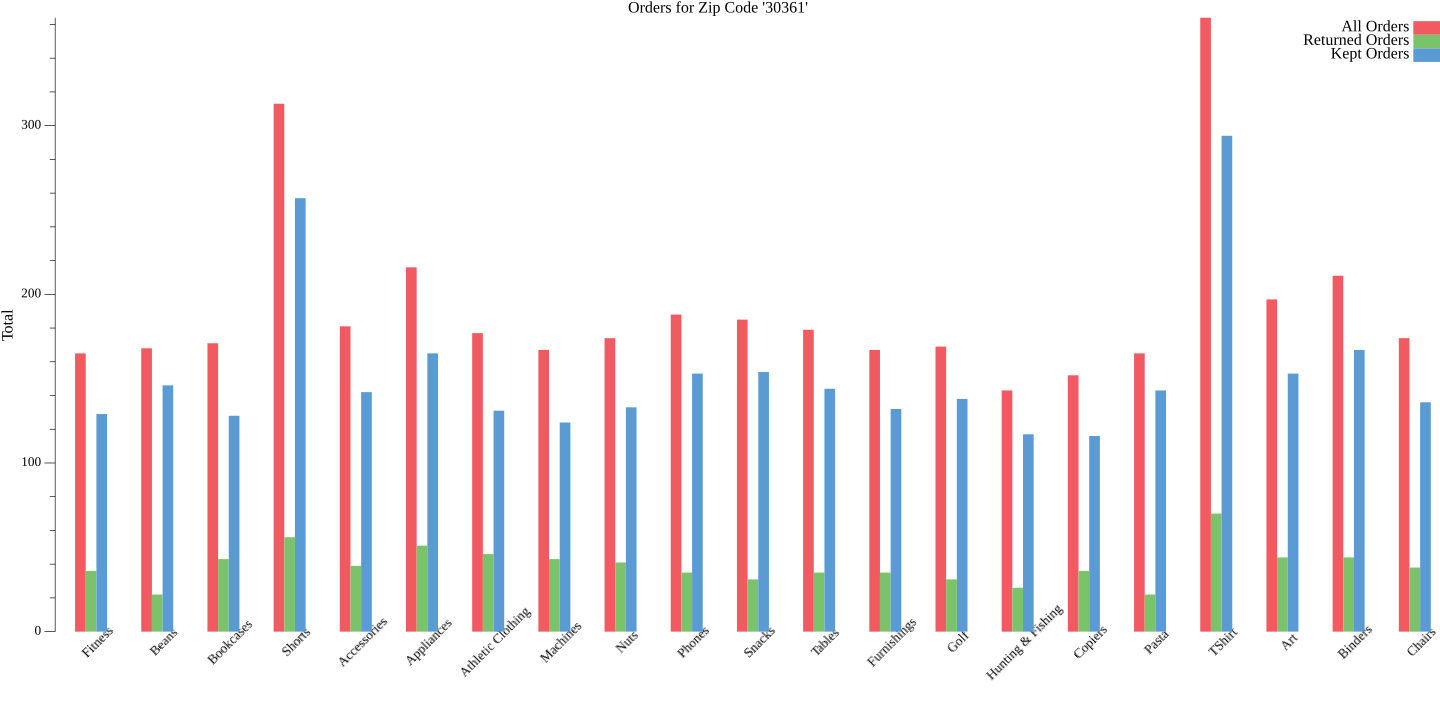 Orders for Zip Code '30361'
All Orders
Returned Orders
Kept Orders
Total
300
200
100
0
Fitness
Beans
Bookcases
Shorts
Accessories
Appliances
Athletic Clothing
Machines
Nuts
Phones
Snacks
Tables
Furnishings
Golf
Hunting & Fishing
Copiers
Pasta
TShirt
Art
Binders
Chairs